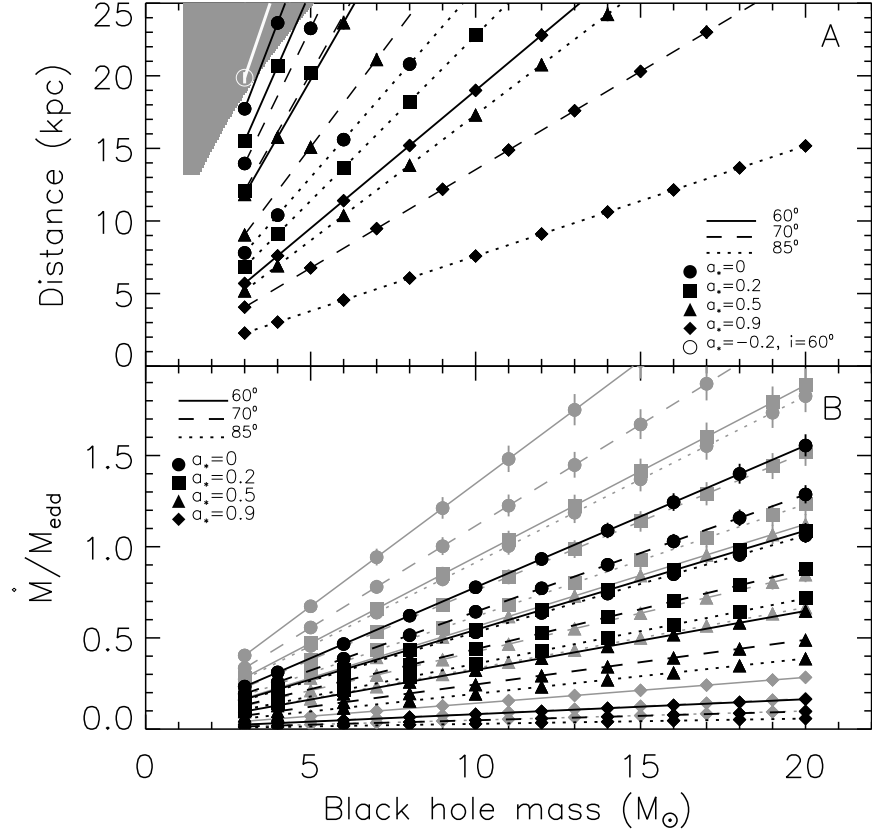 25
20
15
10
5
0
Distance (kpc)
A
60°
70°
85°
a*=0
a*=0.2
a*=0.5
a*=0.9
a*=−0.2, i=60°
B
60°
70°
85°
a*=0
a*=0.2
a*=0.5
a*=0.9
1.5
1.0
0.5
0.0
Ṁ/Medd
0 5 10 15 20
Black hole mass (M⊙)